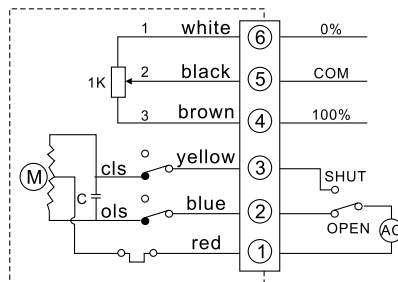 1 white 6 0%
1K 2 black 5 COM
3 brown 4 100%
cls yellow 3 SHUT
M C
ols blue 2 OPEN AC
red 1